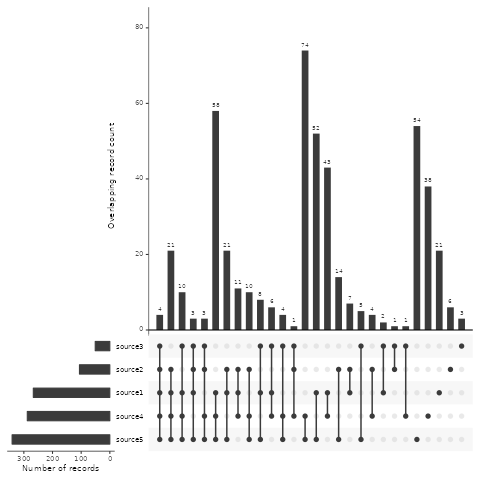 80
60
40
20
0
Overlapping record count
4 21 10 3 3 58 21 11 10 8 6 4 1 74 52 43 14 7 5 4 2 1 1 54 38 21 6 3
source3
source2
source1
source4
source5
300 200 100 0
Number of records